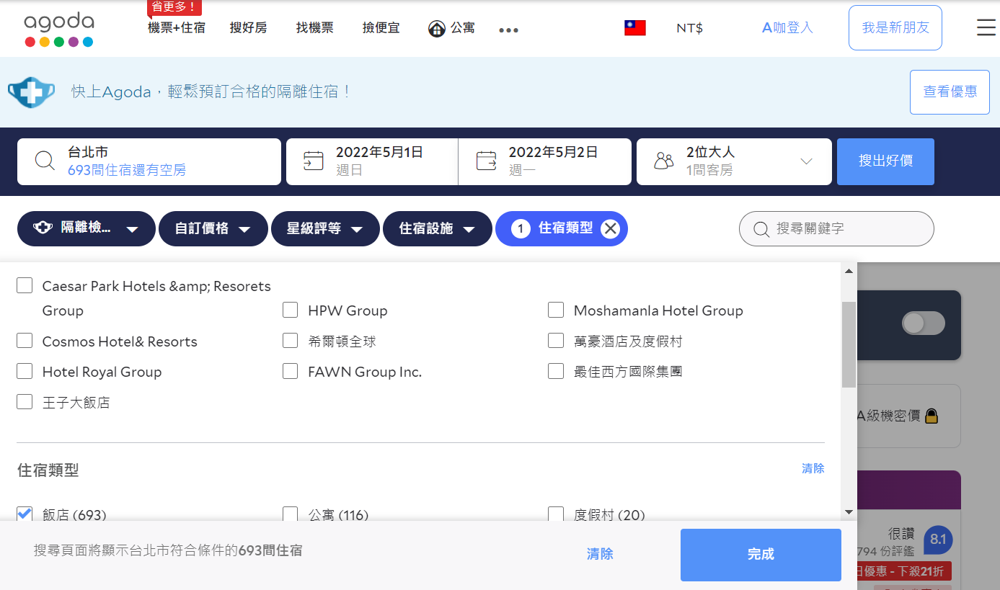 省更多！
agoda
機票+住宿
搜好房
找機票
撿便宜
公寓
NT$
A咖登入
我是新朋友
快上Agoda，輕鬆預訂合格的隔離住宿！
查看優惠
台北市
693間住宿還有空房
2022年5月1日
週日
2022年5月2日
週一
2位大人
1間客房
搜出好價
隔離檢...
自訂價格
星級評等
住宿設施
1 住宿類型
搜尋關鍵字
Caesar Park Hotels &amp; Resorets
Group
HPW Group
Moshamanla Hotel Group
Cosmos Hotel& Resorts
希爾頓全球
萬豪酒店及度假村
Hotel Royal Group
FAWN Group Inc.
最佳西方國際集團
王子大飯店
A級機密價
住宿類型
清除
飯店 (693)
公寓 (116)
度假村 (20)
很讚
8.1
794 份評鑑
搜尋頁面將顯示台北市符合條件的693間住宿
清除
完成
日優惠 - 下殺21折